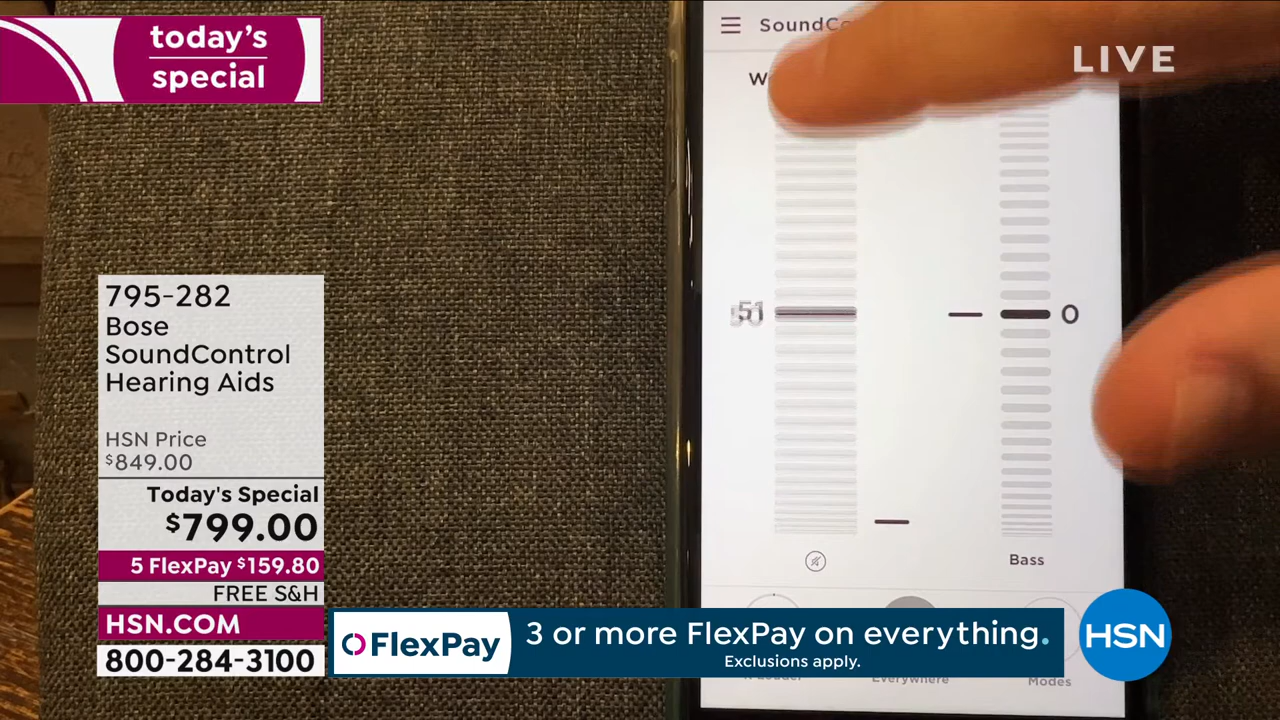 today's
special
LIVE
SoundCo
W
51
0
Bass
795-282
Bose
SoundControl
Hearing Aids
HSN Price
$849.00
Today's Special
$799.00
5 FlexPay $159.80
FREE S&H
HSN.COM
800-284-3100
FlexPay
3 or more FlexPay on everything.
Exclusions apply.
HSN
Everywhere
Modes